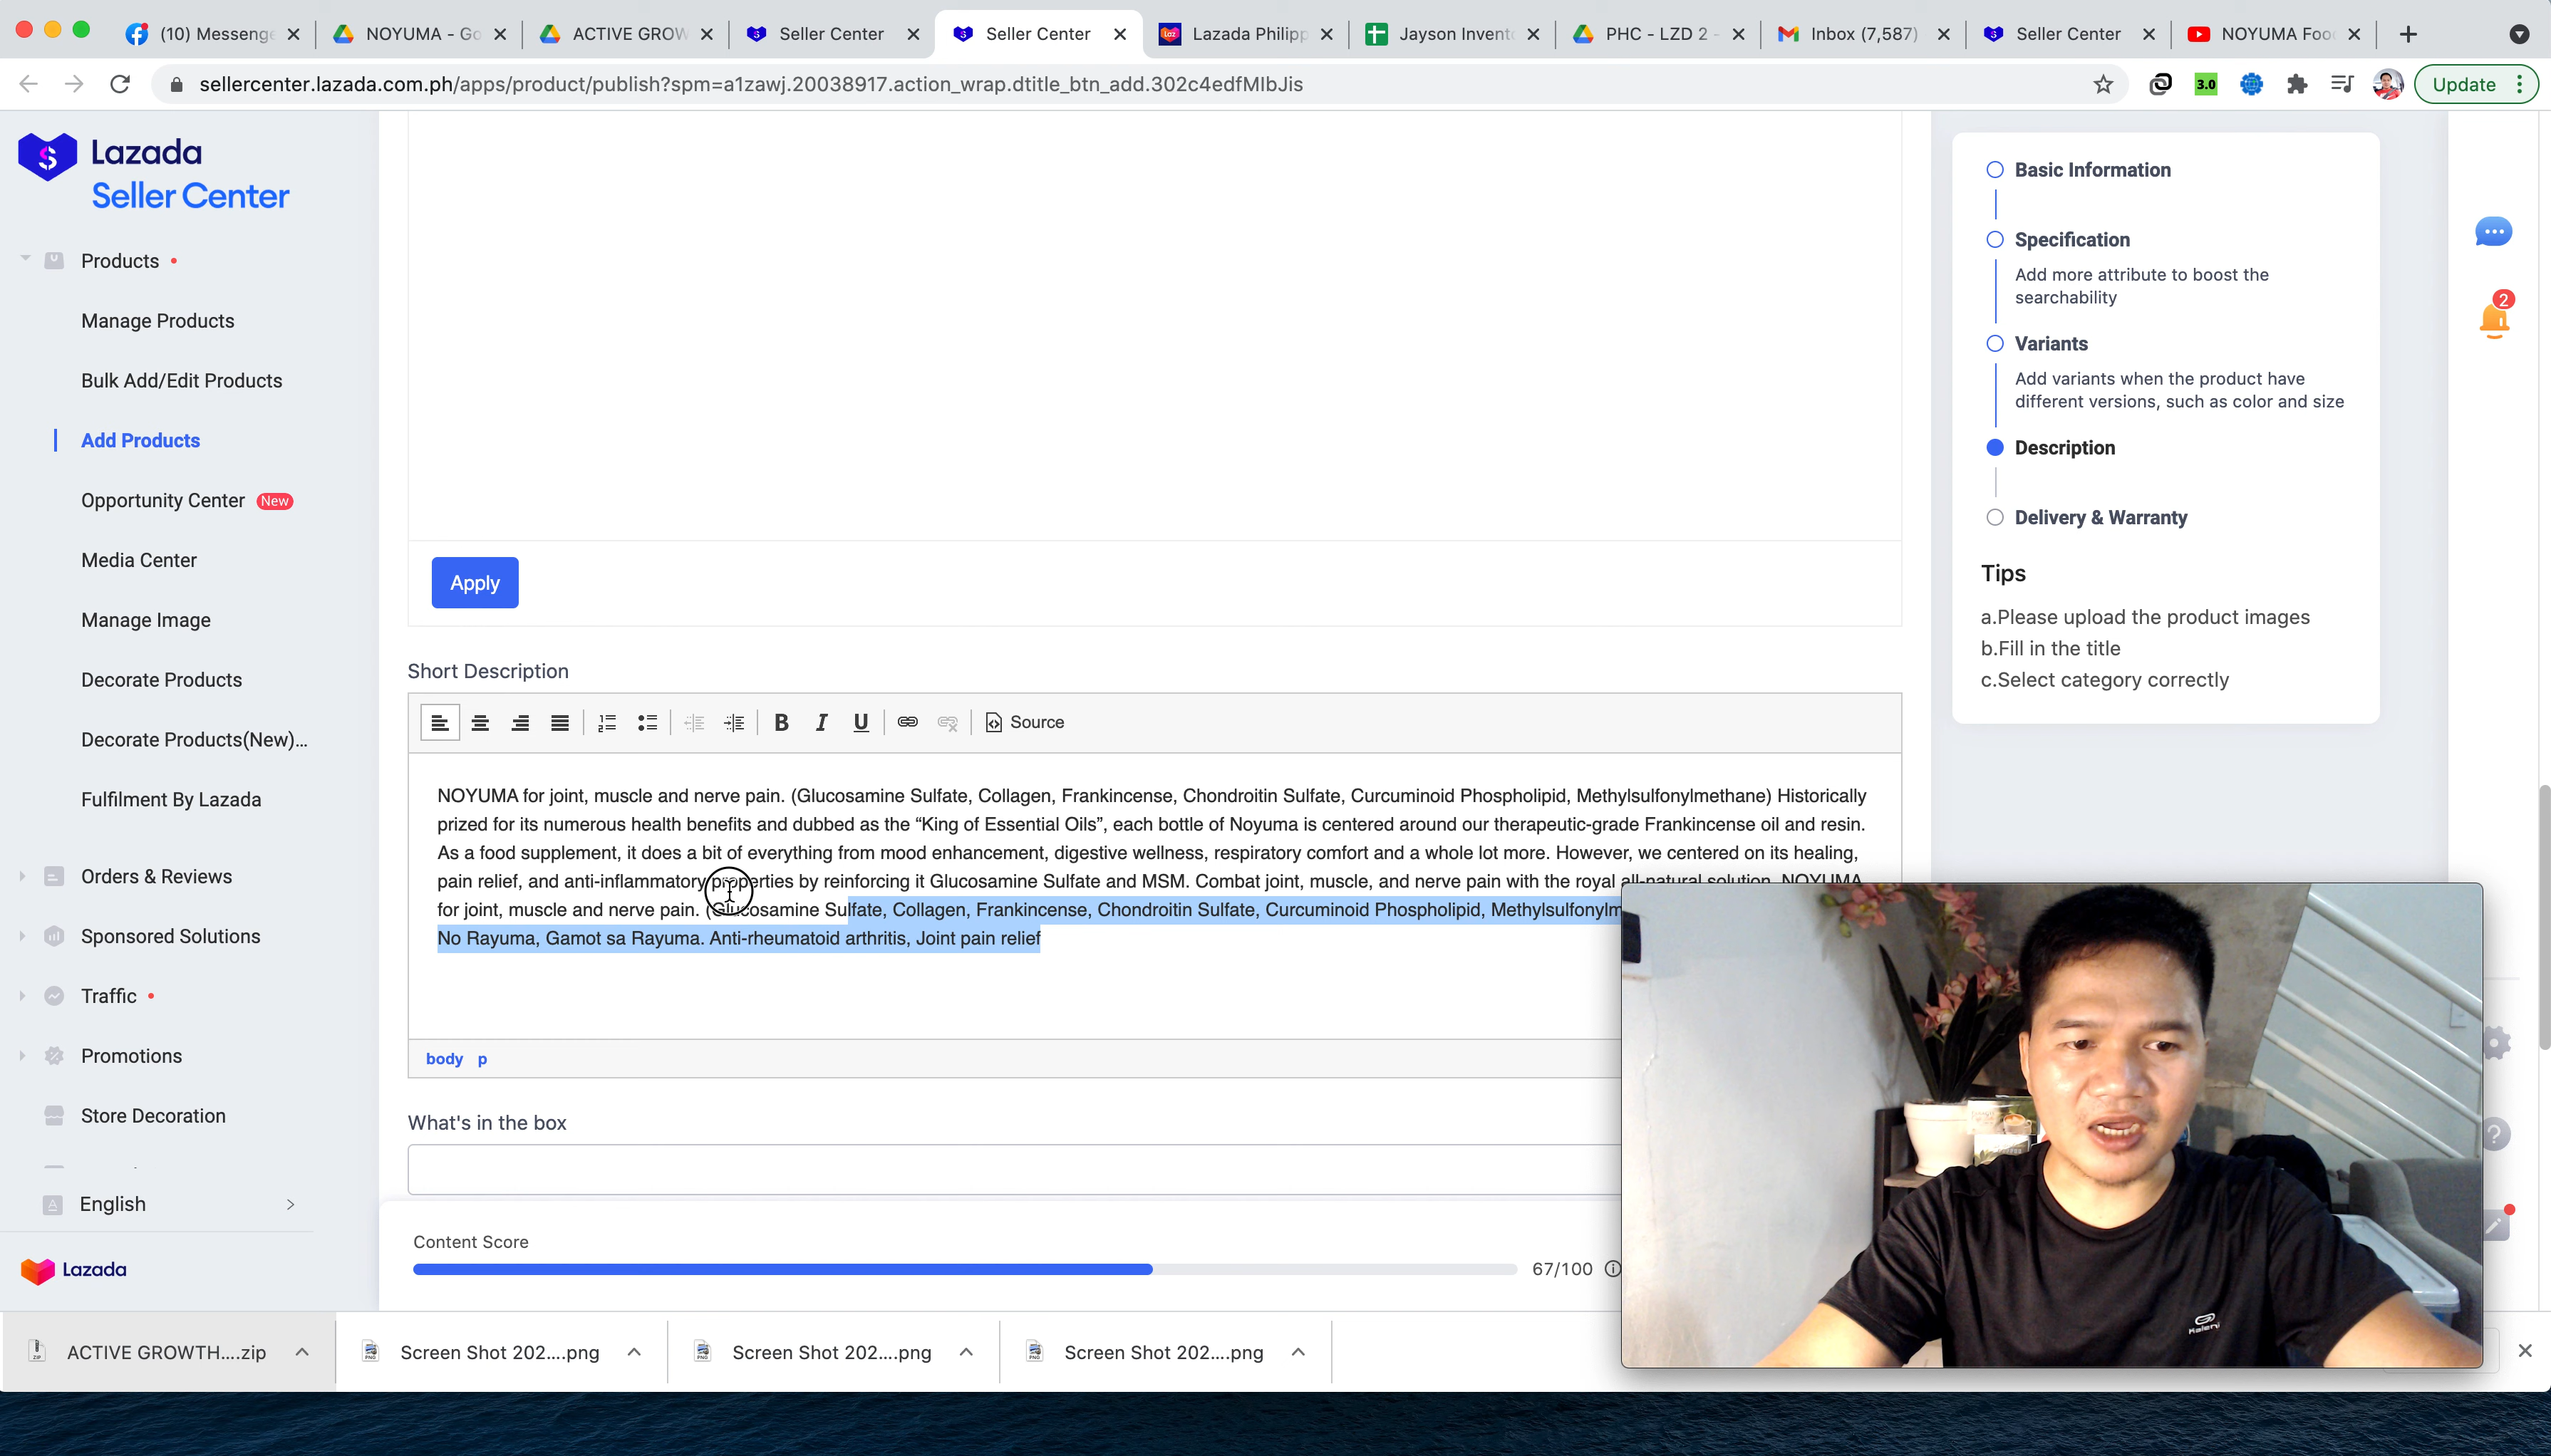 (10) Messenge
NOYUMA - Go
ACTIVE GROW
Seller Center
Seller Center
Lazada Philipp
Jayson Invento
PHC - LZD 2 -
Inbox (7,587)
Seller Center
NOYUMA Foo
sellercenter.lazada.com.ph/apps/product/publish?spm=a1zawj.20038917.action_wrap.dtitle_btn_add.302c4edfMIbJis
3.0
Update
Lazada
Seller Center
Products
Manage Products
Bulk Add/Edit Products
Add Products
Opportunity Center New
Media Center
Manage Image
Decorate Products
Decorate Products(New)...
Fulfilment By Lazada
Orders & Reviews
Sponsored Solutions
Traffic
Promotions
Store Decoration
English
Lazada
Apply
Short Description
B I U Source
NOYUMA for joint, muscle and nerve pain. (Glucosamine Sulfate, Collagen, Frankincense, Chondroitin Sulfate, Curcuminoid Phospholipid, Methylsulfonylmethane) Historically
prized for its numerous health benefits and dubbed as the “King of Essential Oils”, each bottle of Noyuma is centered around our therapeutic-grade Frankincense oil and resin.
As a food supplement, it does a bit of everything from mood enhancement, digestive wellness, respiratory comfort and a whole lot more. However, we centered on its healing,
pain relief, and anti-inflammatory properties by reinforcing it Glucosamine Sulfate and MSM. Combat joint, muscle, and nerve pain with the royal all-natural solution. NOYUMA
for joint, muscle and nerve pain. (Glucosamine Sulfate, Collagen, Frankincense, Chondroitin Sulfate, Curcuminoid Phospholipid, Methylsulfonylm
No Rayuma, Gamot sa Rayuma. Anti-rheumatoid arthritis, Joint pain relief
body p
What's in the box
Content Score
67/100
Basic Information
Specification
Add more attribute to boost the
searchability
Variants
Add variants when the product have
different versions, such as color and size
Description
Delivery & Warranty
Tips
a.Please upload the product images
b.Fill in the title
c.Select category correctly
2
ACTIVE GROWTH....zip
Screen Shot 202....png
Screen Shot 202....png
Screen Shot 202....png